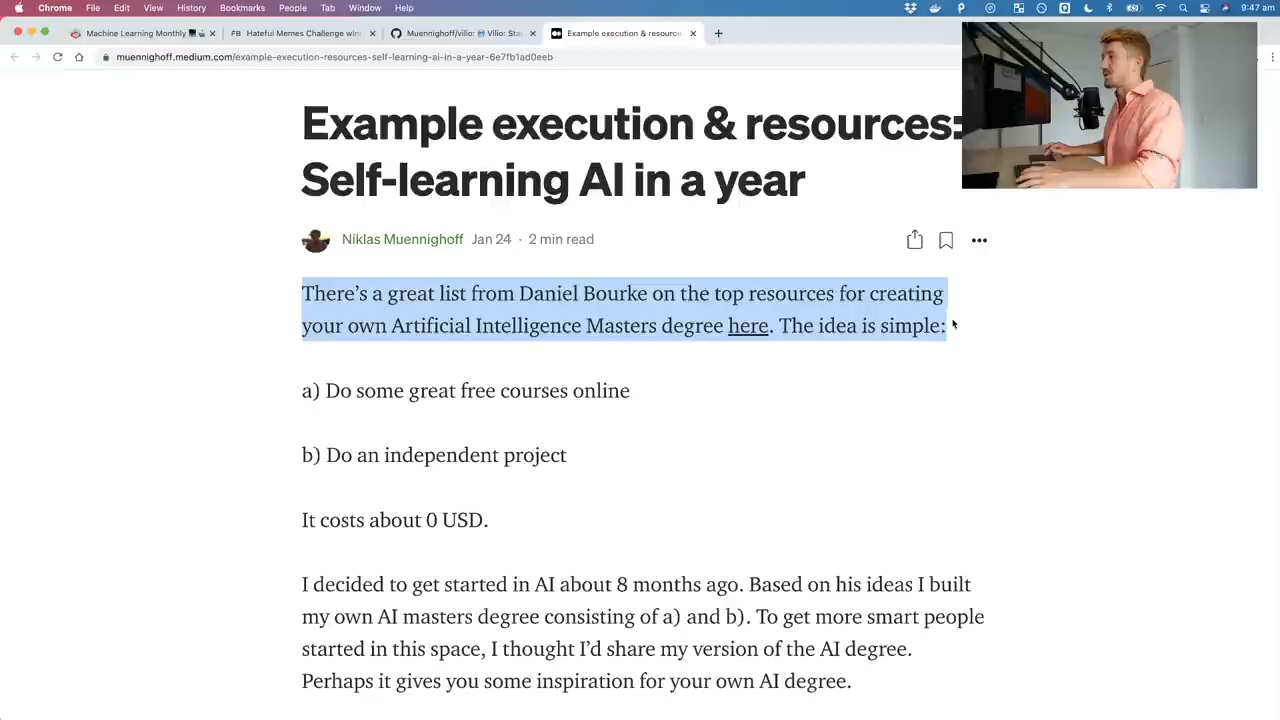 Chrome File Edit View History Bookmarks People Tab Window Help 9:47 am
Machine Learning Monthly
FB Hateful Memes Challenge win
Muennighoff/vilio: Vilio: Sta
Example execution & resource
muennighoff.medium.com/example-execution-resources-self-learning-ai-in-a-year-6e7fb1ad0eeb
Example execution & resources:
Self-learning AI in a year
Niklas Muennighoff Jan 24 · 2 min read
There’s a great list from Daniel Bourke on the top resources for creating
your own Artificial Intelligence Masters degree here. The idea is simple:
a) Do some great free courses online
b) Do an independent project
It costs about 0 USD.
I decided to get started in AI about 8 months ago. Based on his ideas I built
my own AI masters degree consisting of a) and b). To get more smart people
started in this space, I thought I’d share my version of the AI degree.
Perhaps it gives you some inspiration for your own AI degree.